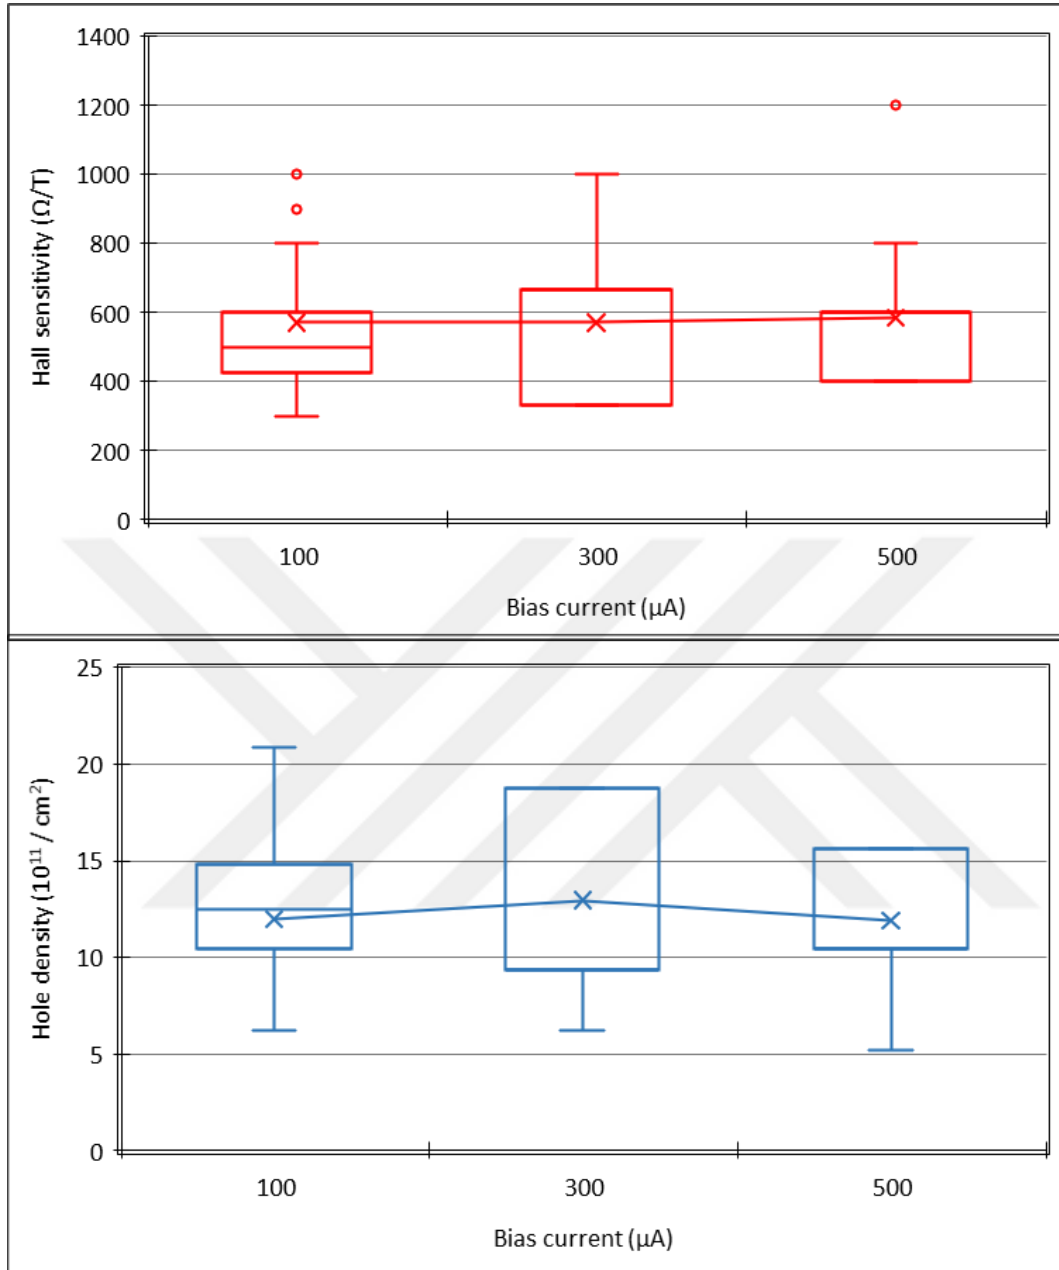 1400
1200
1000
800
600
400
200
0
Hall sensitivity (Ω/T)
100 300 500
Bias current (μA)
25
20
15
10
5
0
Hole density (10¹¹ / cm²)
100 300 500
Bias current (μA)